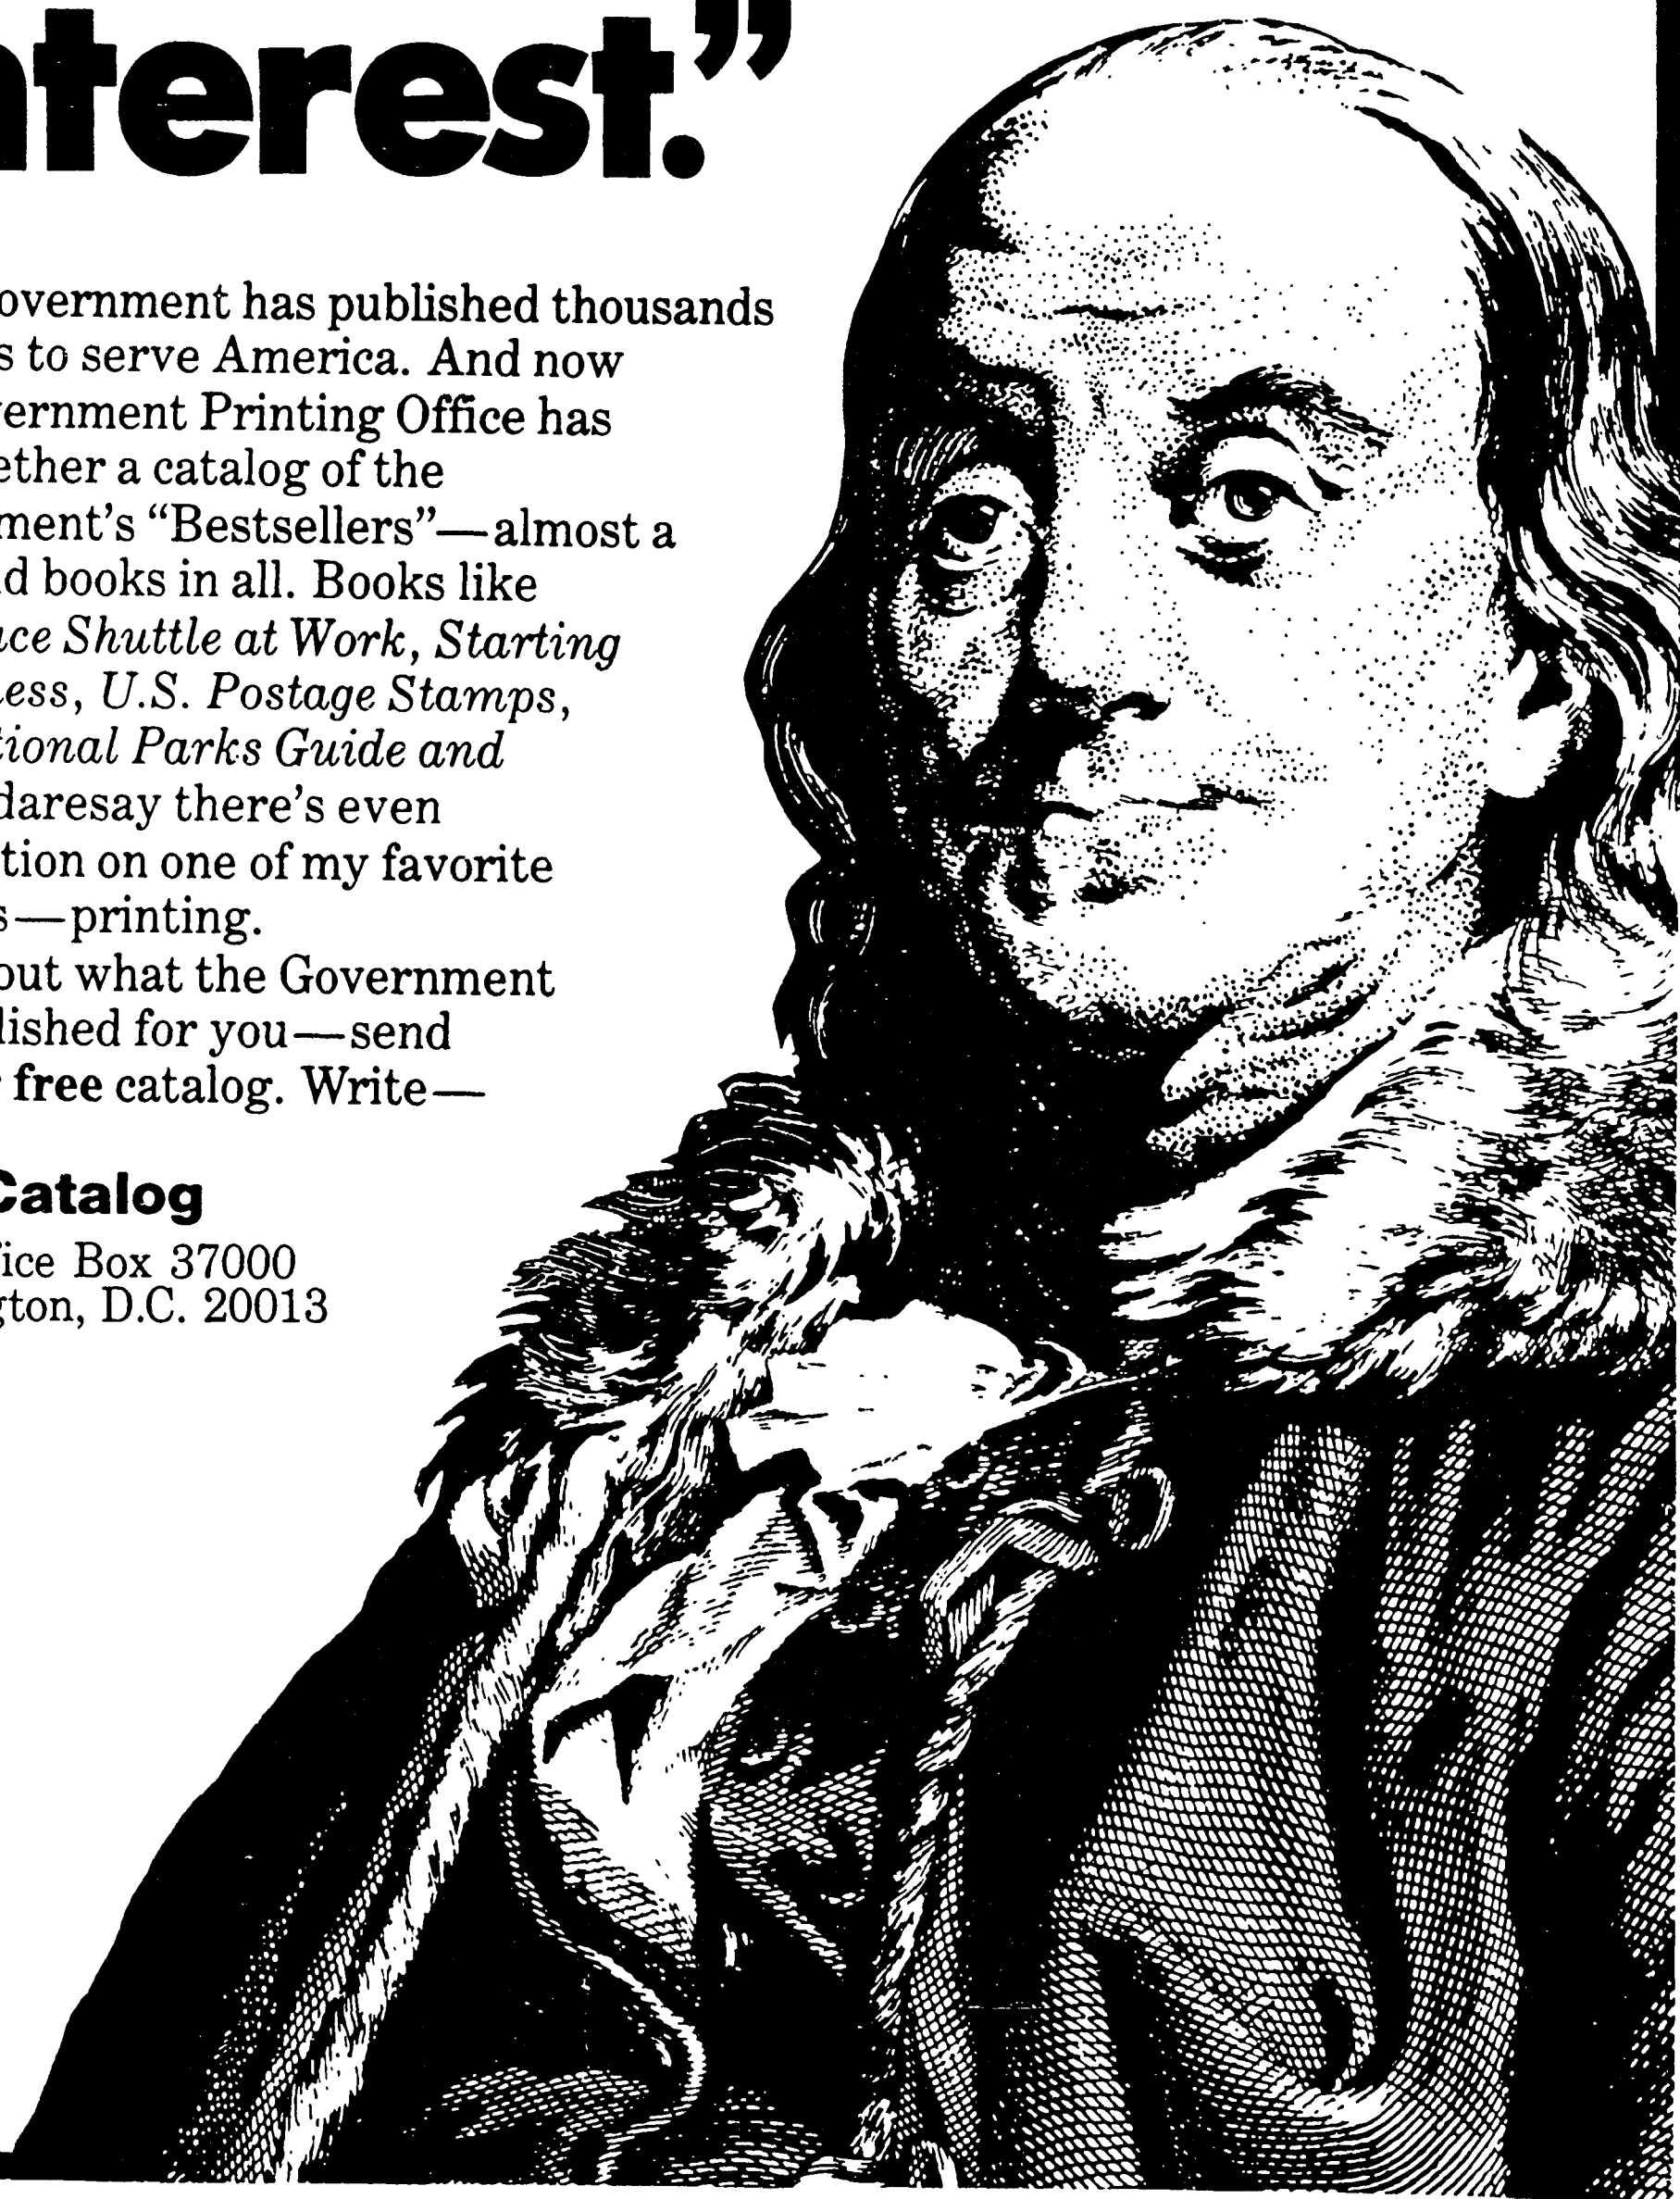 nterest.”
overnment has published thousands
s to serve America. And now
ernment Printing Office has
ether a catalog of the
ment’s “Bestsellers”—almost a
d books in all. Books like
ce Shuttle at Work, Starting
ess, U.S. Postage Stamps,
tional Parks Guide and
daresay there’s even
tion on one of my favorite
s—printing.
out what the Government
lished for you—send
free catalog. Write—
Catalog
ice Box 37000
gton, D.C. 20013